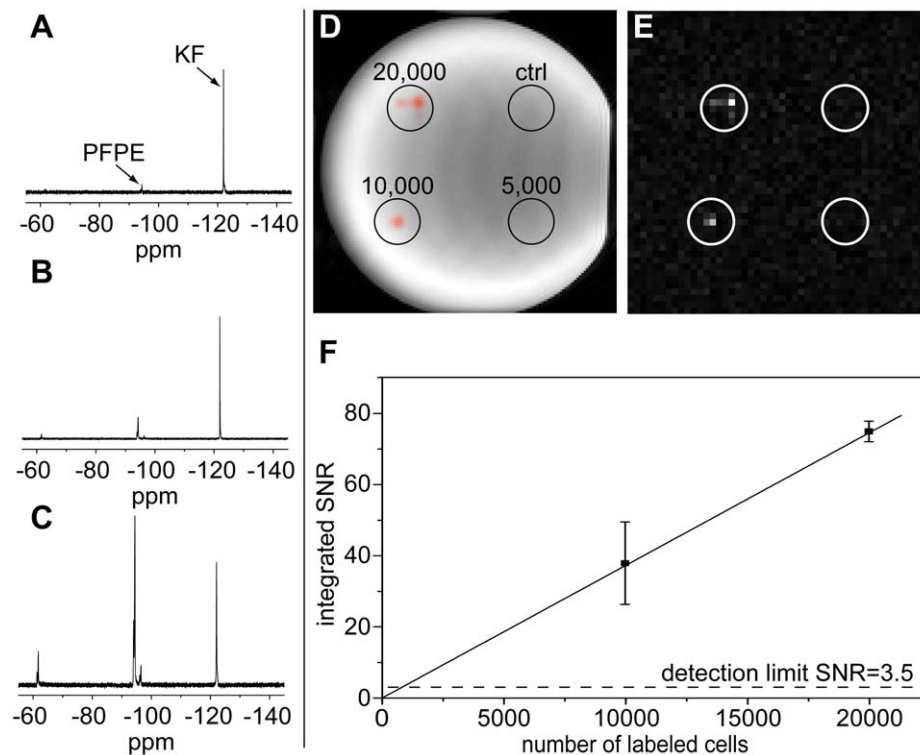 A
KF
PFPE
-60 -80 -100 -120 -140
ppm
B
-60 -80 -100 -120 -140
ppm
C
-60 -80 -100 -120 -140
ppm
D
20,000 ctrl
10,000 5,000
E
F
80
60
40
20
0
integrated SNR
detection limit SNR=3.5
0 5000 10000 15000 20000
number of labeled cells